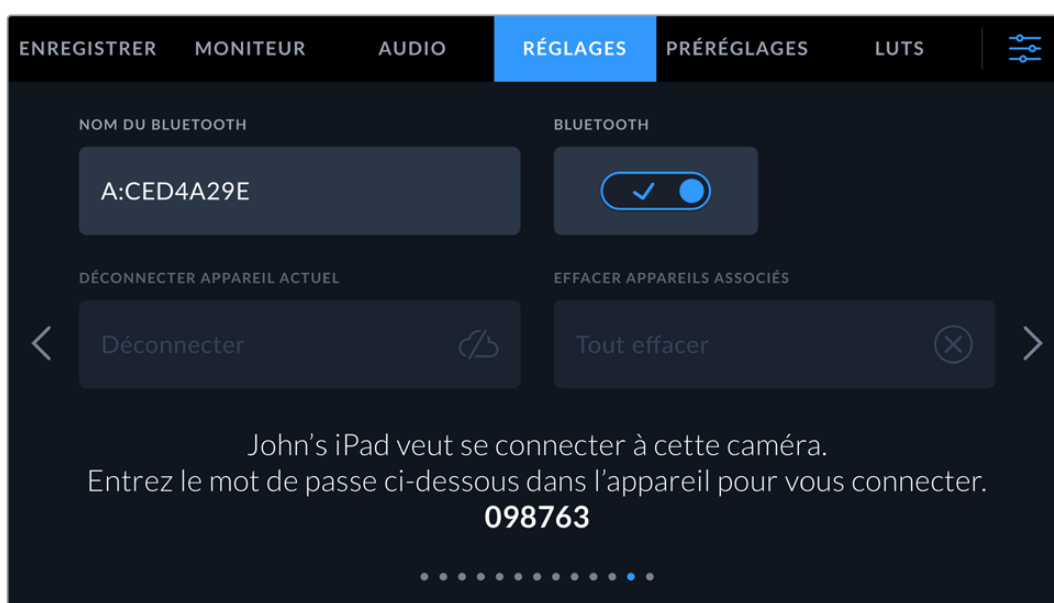 ENREGISTRER MONITEUR AUDIO RÉGLAGES PRÉRÉGLAGES LUTS
NOM DU BLUETOOTH BLUETOOTH
A:CED4A29E
DÉCONNECTER APPAREIL ACTUEL EFFACER APPAREILS ASSOCIÉS
Déconnecter Tout effacer
John’s iPad veut se connecter à cette caméra.
Entrez le mot de passe ci-dessous dans l’appareil pour vous connecter.
098763